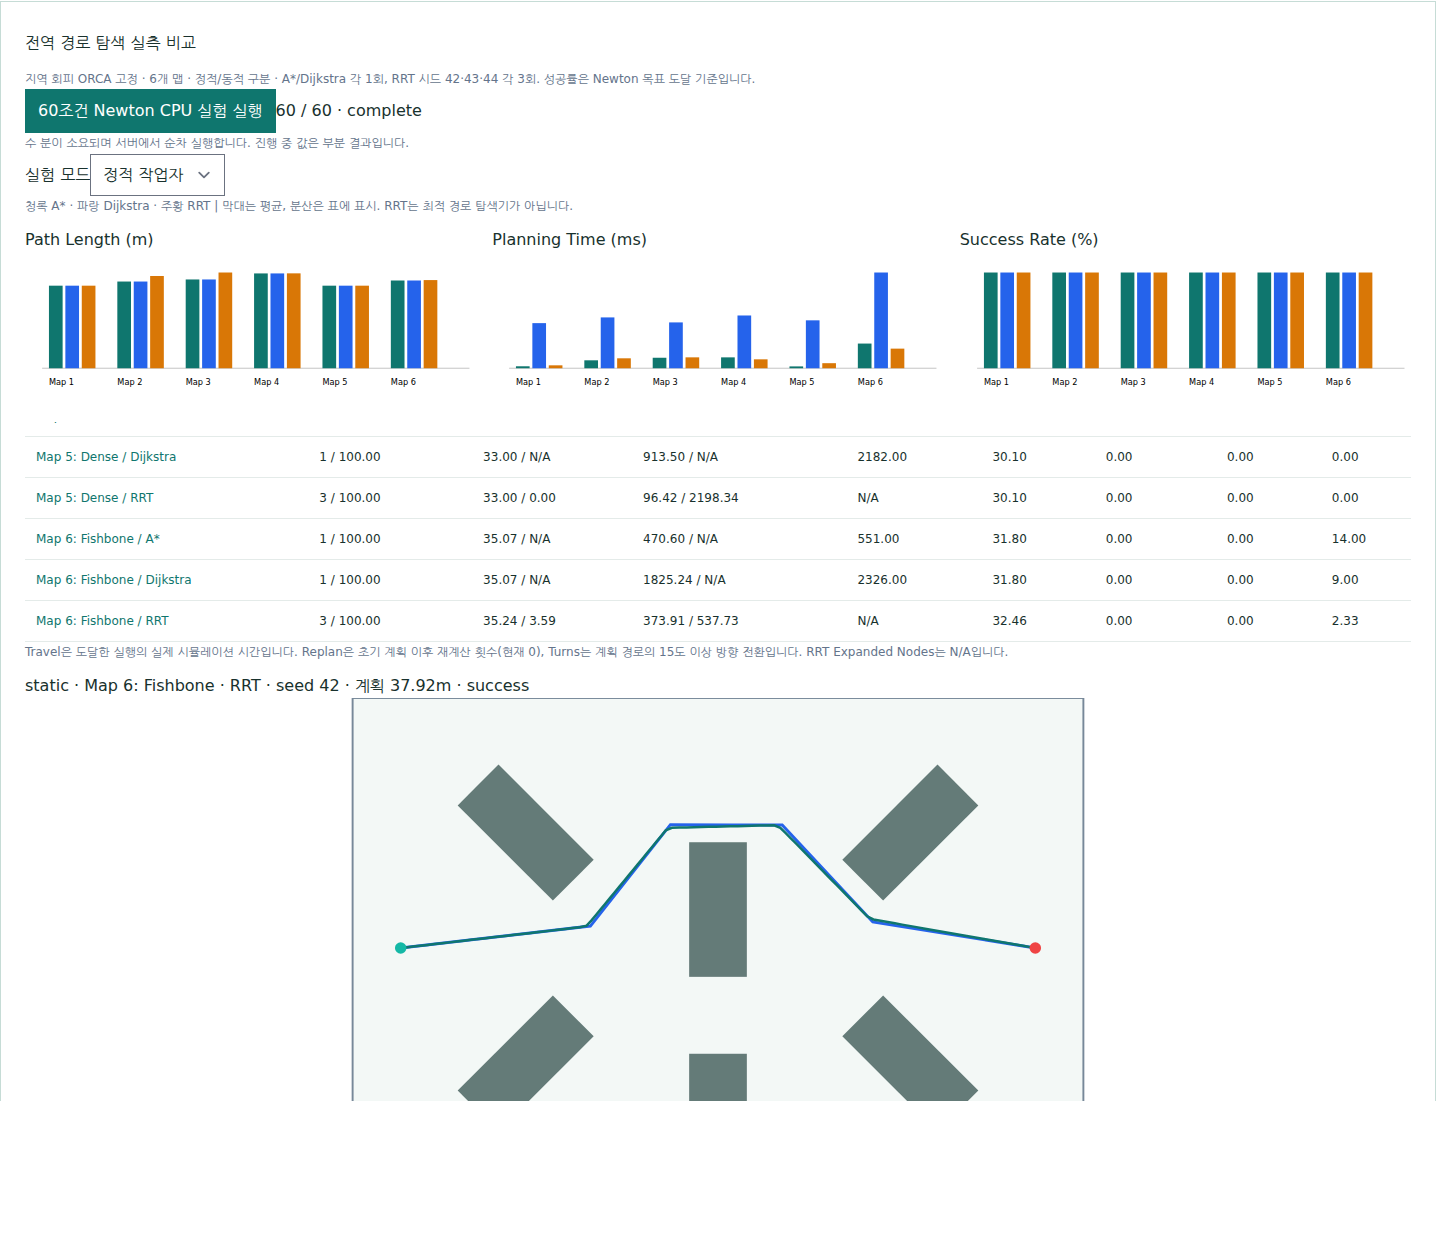 전역 경로 탐색 실측 비교
지역 회피 ORCA 고정 · 6개 맵 · 정적/동적 구분 · A*/Dijkstra 각 1회, RRT 시드 42·43·44 각 3회. 성공률은 Newton 목표 도달 기준입니다.
60조건 Newton CPU 실험 실행 60 / 60 · complete
수 분이 소요되며 서버에서 순차 실행합니다. 진행 중 값은 부분 결과입니다.
실험 모드 정적 작업자
청록 A* · 파랑 Dijkstra · 주황 RRT | 막대는 평균, 분산은 표에 표시. RRT는 최적 경로 탐색기가 아닙니다.
Path Length (m) Planning Time (ms) Success Rate (%)
Map 1 Map 2 Map 3 Map 4 Map 5 Map 6 Map 1 Map 2 Map 3 Map 4 Map 5 Map 6 Map 1 Map 2 Map 3 Map 4 Map 5 Map 6
Map 5: Dense / Dijkstra 1 / 100.00 33.00 / N/A 913.50 / N/A 2182.00 30.10 0.00 0.00 0.00
Map 5: Dense / RRT 3 / 100.00 33.00 / 0.00 96.42 / 2198.34 N/A 30.10 0.00 0.00 0.00
Map 6: Fishbone / A* 1 / 100.00 35.07 / N/A 470.60 / N/A 551.00 31.80 0.00 0.00 14.00
Map 6: Fishbone / Dijkstra 1 / 100.00 35.07 / N/A 1825.24 / N/A 2326.00 31.80 0.00 0.00 9.00
Map 6: Fishbone / RRT 3 / 100.00 35.24 / 3.59 373.91 / 537.73 N/A 32.46 0.00 0.00 2.33
Travel은 도달한 실행의 실제 시뮬레이션 시간입니다. Replan은 초기 계획 이후 재계산 횟수(현재 0), Turns는 계획 경로의 15도 이상 방향 전환입니다. RRT Expanded Nodes는 N/A입니다.
static · Map 6: Fishbone · RRT · seed 42 · 계획 37.92m · success